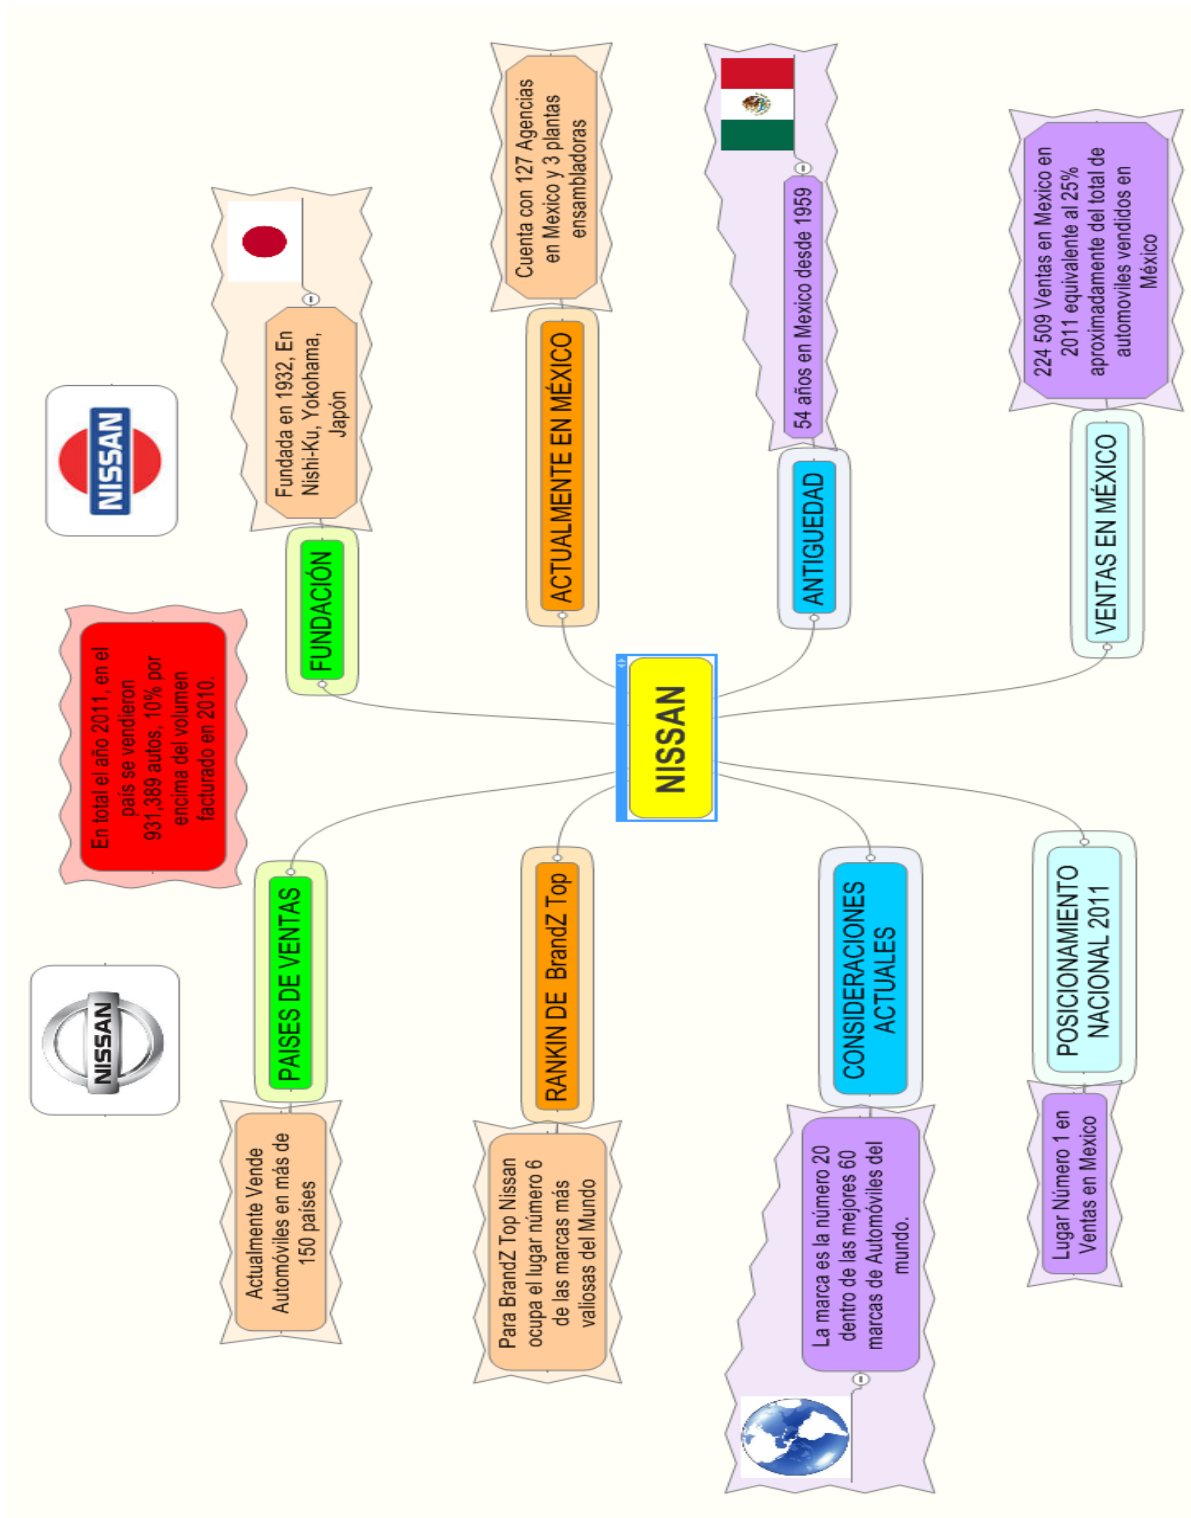 NISSAN
NISSAN
En total el año 2011, en el
país se vendieron
931,389 autos, 10% por
encima del volumen
facturado en 2010.
NISSAN
PAISES DE VENTAS
Actualmente Vende
Automóviles en más de
150 países
RANKIN DE BrandZ Top
Para BrandZ Top Nissan
ocupa el lugar número 6
de las marcas más
valiosas del Mundo
CONSIDERACIONES
ACTUALES
La marca es la número 20
dentro de las mejores 60
marcas de Automóviles del
mundo.
POSICIONAMIENTO
NACIONAL 2011
Lugar Número 1 en
Ventas en Mexico
FUNDACIÓN
Fundada en 1932, En
Nishi-Ku, Yokohama,
Japón
ACTUALMENTE EN MÉXICO
Cuenta con 127 Agencias
en Mexico y 3 plantas
ensambladoras
ANTIGUEDAD
54 años en Mexico desde 1959
VENTAS EN MÉXICO
224 509 Ventas en Mexico en
2011 equivalente al 25%
aproximadamente del total de
automoviles vendidos en
México